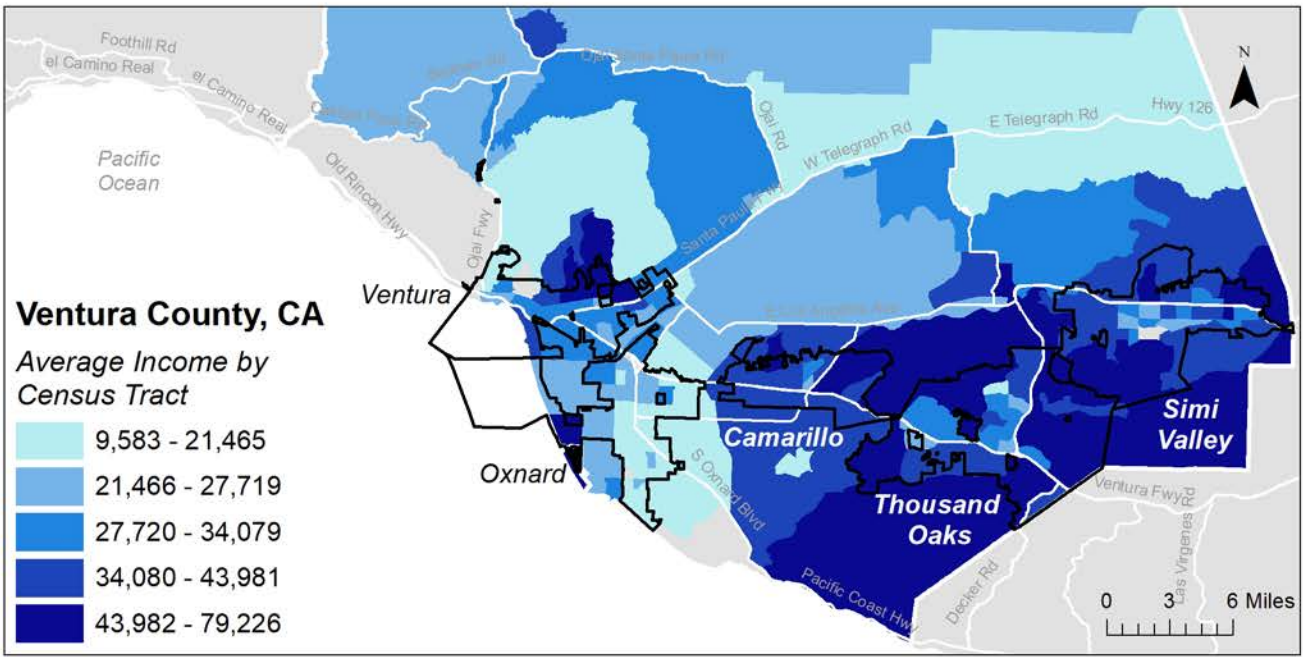 Foothill Rd
el Camino Real
el Camino Real
Pacific
Ocean
Old Rincon Hwy
Ojai Fwy
Ojai Rd
W Telegraph Rd
E Telegraph Rd
Hwy 126
N
Ventura
Oxnard
Camarillo
Thousand
Oaks
Simi
Valley
S Oxnard Blvd
Pacific Coast Hwy
Decker Rd
Ventura Fwy
Las Virgenes Rd
Ventura County, CA
Average Income by
Census Tract
9,583 - 21,465
21,466 - 27,719
27,720 - 34,079
34,080 - 43,981
43,982 - 79,226
0 3 6 Miles